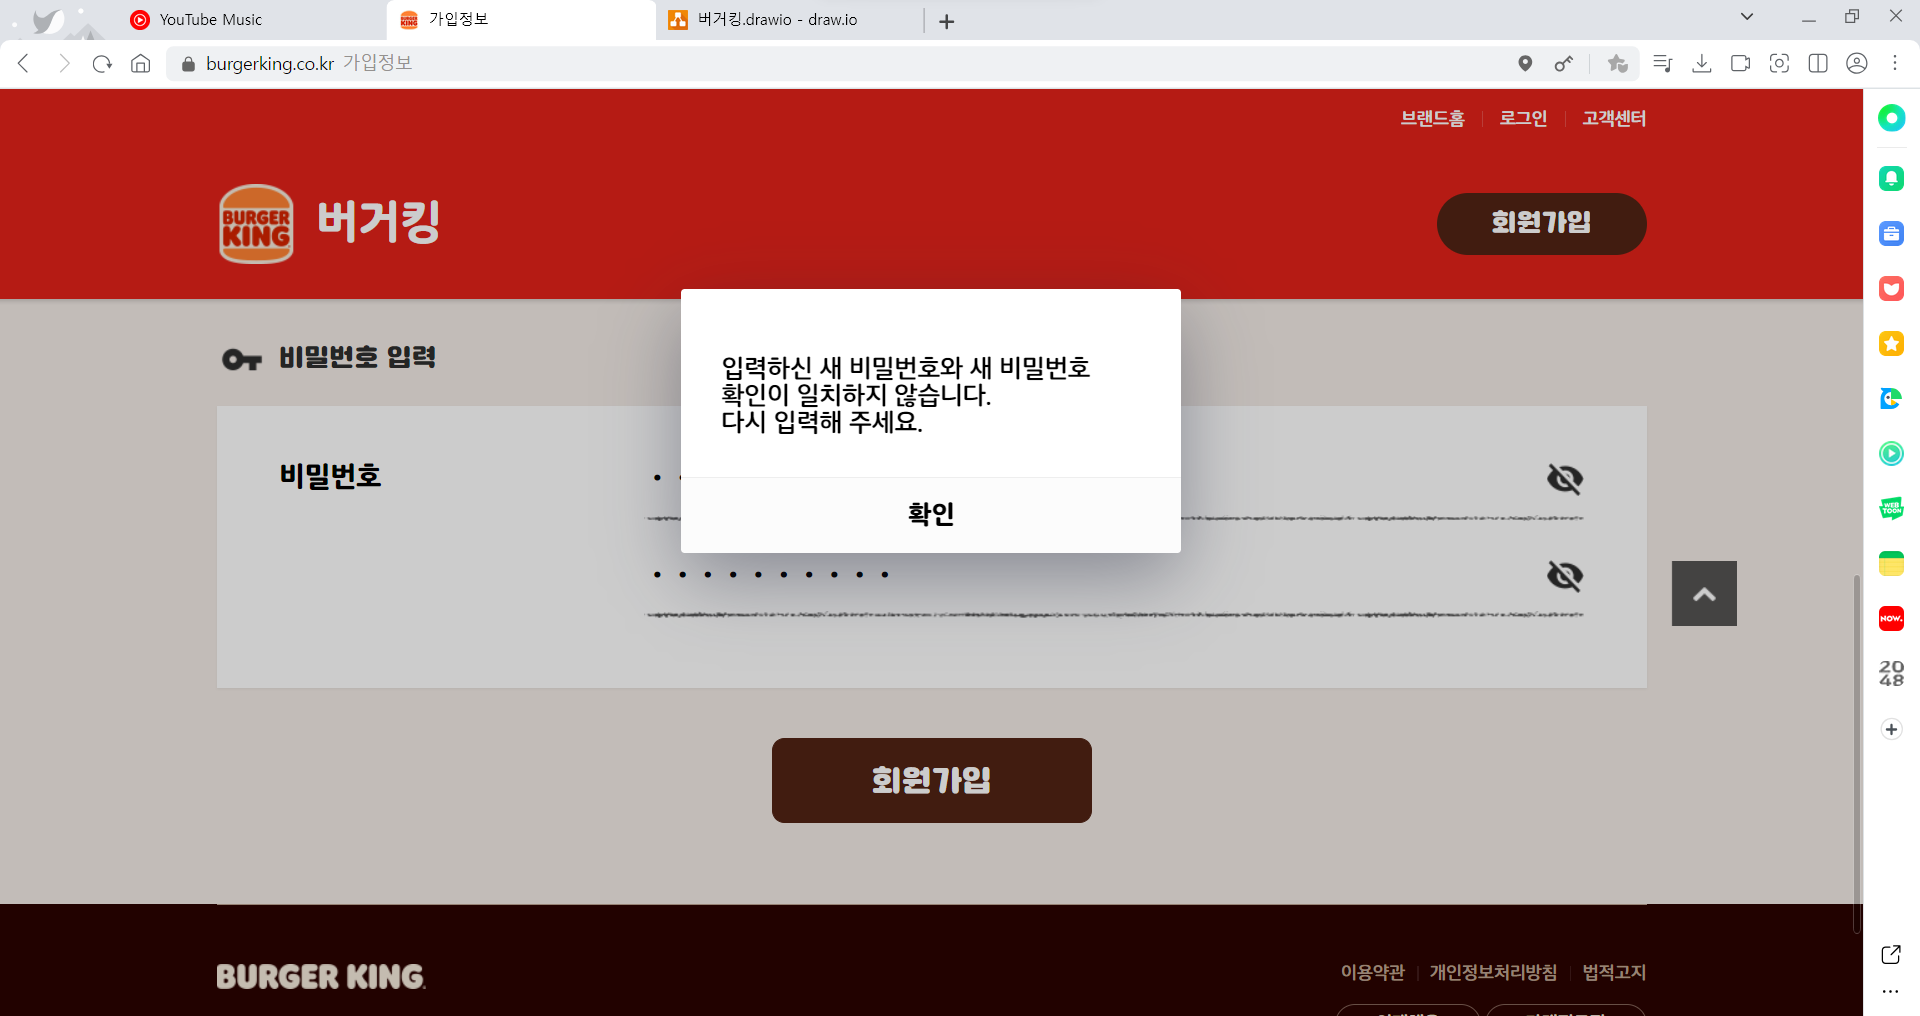 YouTube Music
가입정보
버거킹.drawio - draw.io
burgerking.co.kr 가입정보
브랜드홈
로그인
고객센터
BURGER KING
버거킹
회원가입
비밀번호 입력
입력하신 새 비밀번호와 새 비밀번호
확인이 일치하지 않습니다.
다시 입력해 주세요.
확인
비밀번호
회원가입
WEB
TOON
NOW.
20
48
BURGER KING
이용약관
개인정보처리방침
법적고지